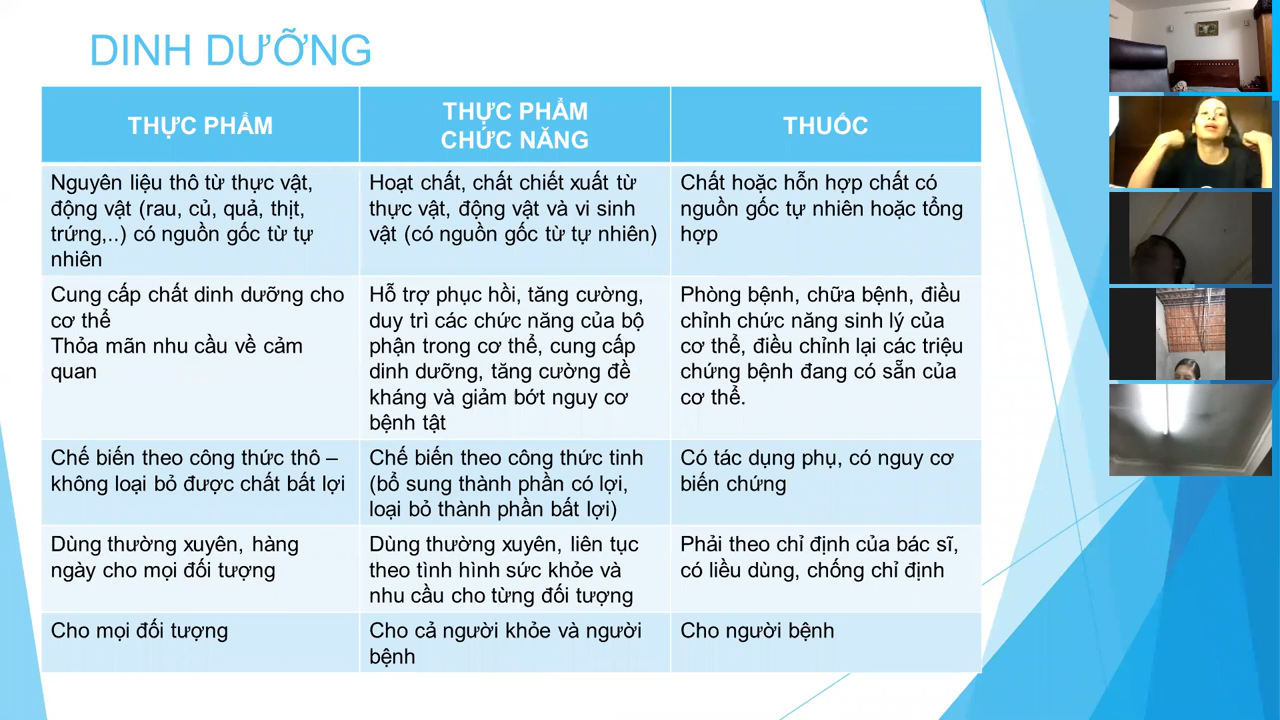 DINH DƯỠNG
THỰC PHẨM
THỰC PHẨM
CHỨC NĂNG
THUỐC
Nguyên liệu thô từ thực vật,
động vật (rau, củ, quả, thịt,
trứng,..) có nguồn gốc từ tự
nhiên
Hoạt chất, chất chiết xuất từ
thực vật, động vật và vi sinh
vật (có nguồn gốc từ tự nhiên)
Chất hoặc hỗn hợp chất có
nguồn gốc tự nhiên hoặc tổng
hợp
Cung cấp chất dinh dưỡng cho
cơ thể
Thỏa mãn nhu cầu về cảm
quan
Hỗ trợ phục hồi, tăng cường,
duy trì các chức năng của bộ
phận trong cơ thể, cung cấp
dinh dưỡng, tăng cường đề
kháng và giảm bớt nguy cơ
bệnh tật
Phòng bệnh, chữa bệnh, điều
chỉnh chức năng sinh lý của
cơ thể, điều chỉnh lại các triệu
chứng bệnh đang có sẵn của
cơ thể.
Chế biến theo công thức thô –
không loại bỏ được chất bất lợi
Chế biến theo công thức tinh
(bổ sung thành phần có lợi,
loại bỏ thành phần bất lợi)
Có tác dụng phụ, có nguy cơ
biến chứng
Dùng thường xuyên, hàng
ngày cho mọi đối tượng
Dùng thường xuyên, liên tục
theo tình hình sức khỏe và
nhu cầu cho từng đối tượng
Phải theo chỉ định của bác sĩ,
có liều dùng, chống chỉ định
Cho mọi đối tượng
Cho cả người khỏe và người
bệnh
Cho người bệnh